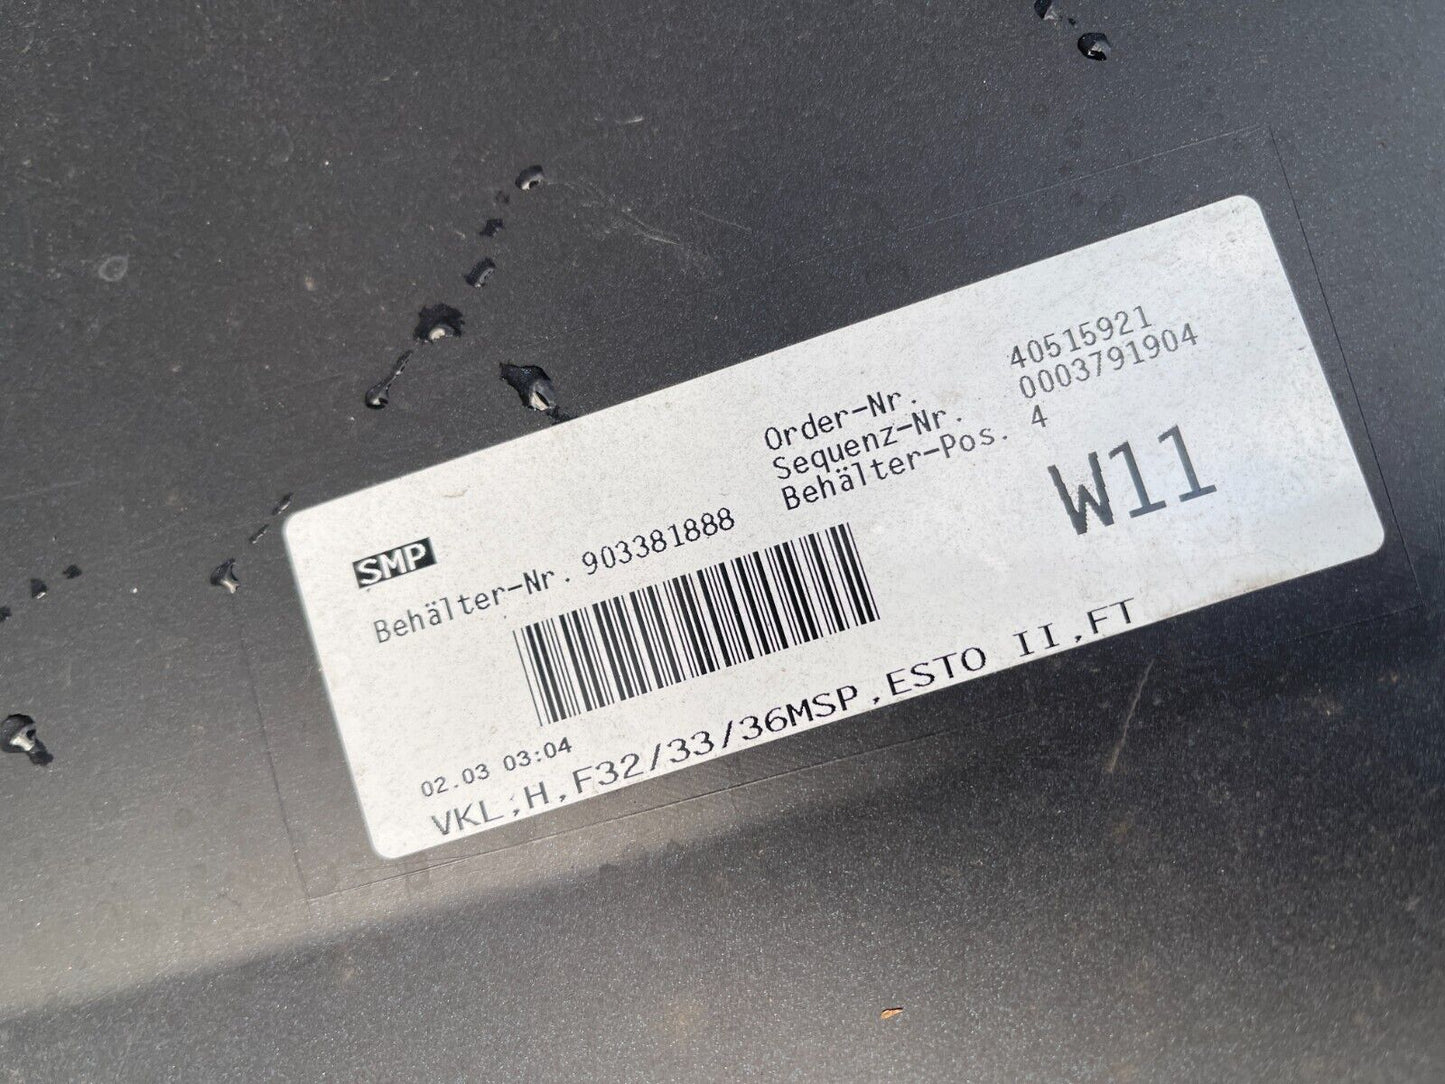 SMP
Order-Nr. 40515921
Sequenz-Nr. 0003791904
Behälter-Pos. 4
Behälter-Nr. 903381888
W11
02.03 03:04
VKL,H,F32/33/36MSP,ESTO II,FT